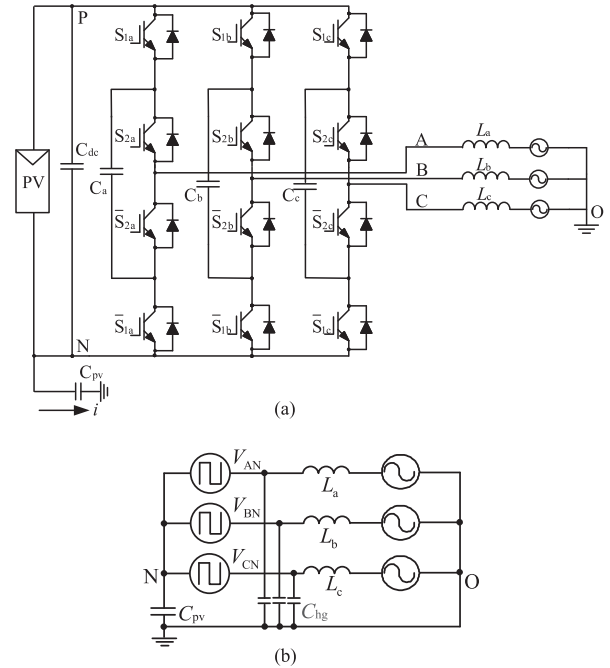 P
S1a
S1b
S1c
S2a
S2b
S2c
Cdc
PV
Ca
Cb
Cc
A
La
B
Lb
C
Lc
O
S̄2a
S̄2b
S̄2c
S̄1a
S̄1b
S̄1c
N
Cpv
i
(a)
VAN
La
VBN
Lb
VCN
N
Lc
O
Cpv
Chg
(b)